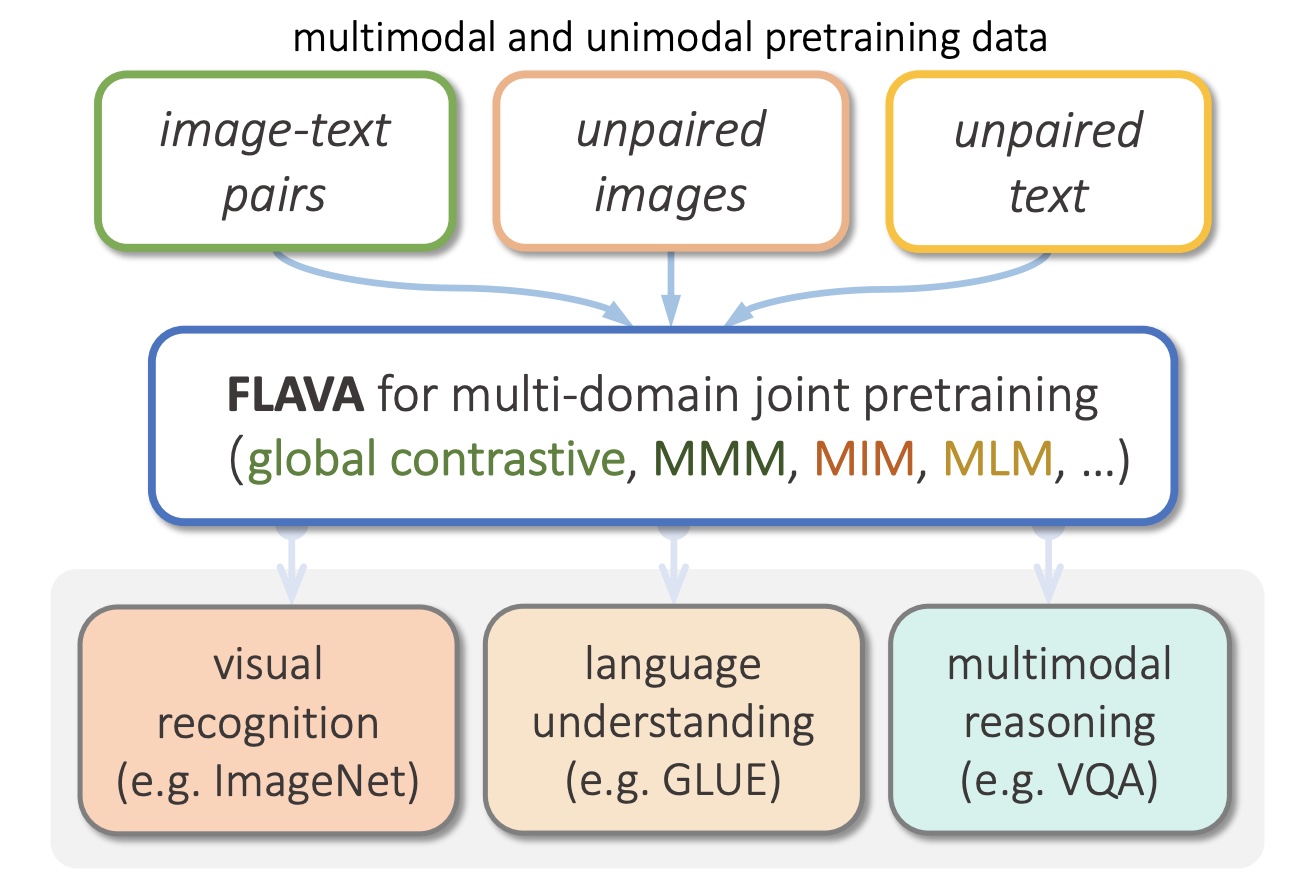 multimodal and unimodal pretraining data
image-text
pairs
unpaired
images
unpaired
text
FLAVA for multi-domain joint pretraining
(global contrastive, MMM, MIM, MLM, ...)
visual
recognition
(e.g. ImageNet)
language
understanding
(e.g. GLUE)
multimodal
reasoning
(e.g. VQA)